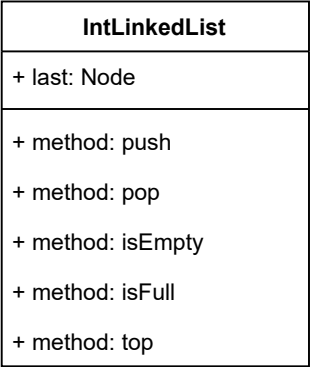 IntLinkedList
+ last: Node
+ method: push
+ method: pop
+ method: isEmpty
+ method: isFull
+ method: top